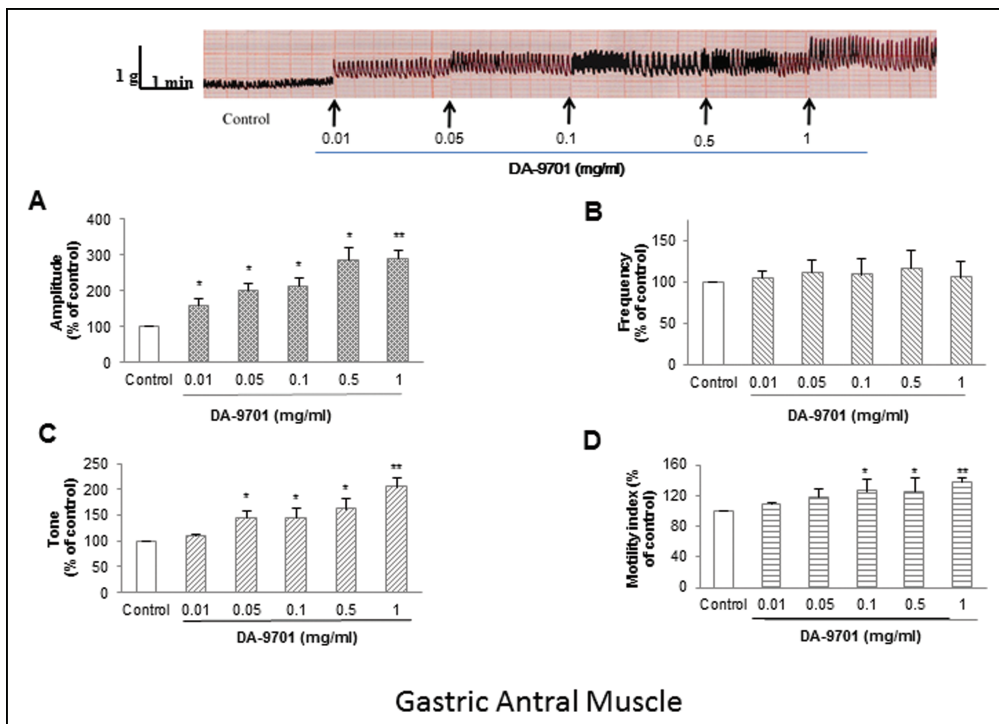 1 g
1 min
Control
0.01 0.05 0.1 0.5 1
DA-9701 (mg/ml)
A
Amplitude
(% of control)
400
300
200
100
0
* * * * **
Control 0.01 0.05 0.1 0.5 1
DA-9701 (mg/ml)
B
Frequency
(% of control)
150
100
50
0
Control 0.01 0.05 0.1 0.5 1
DA-9701 (mg/ml)
C
Tone
(% of control)
250
200
150
100
50
0
* * * **
Control 0.01 0.05 0.1 0.5 1
DA-9701 (mg/ml)
D
Motility index (%
of control)
160
120
80
40
0
* * **
Control 0.01 0.05 0.1 0.5 1
DA-9701 (mg/ml)
Gastric Antral Muscle